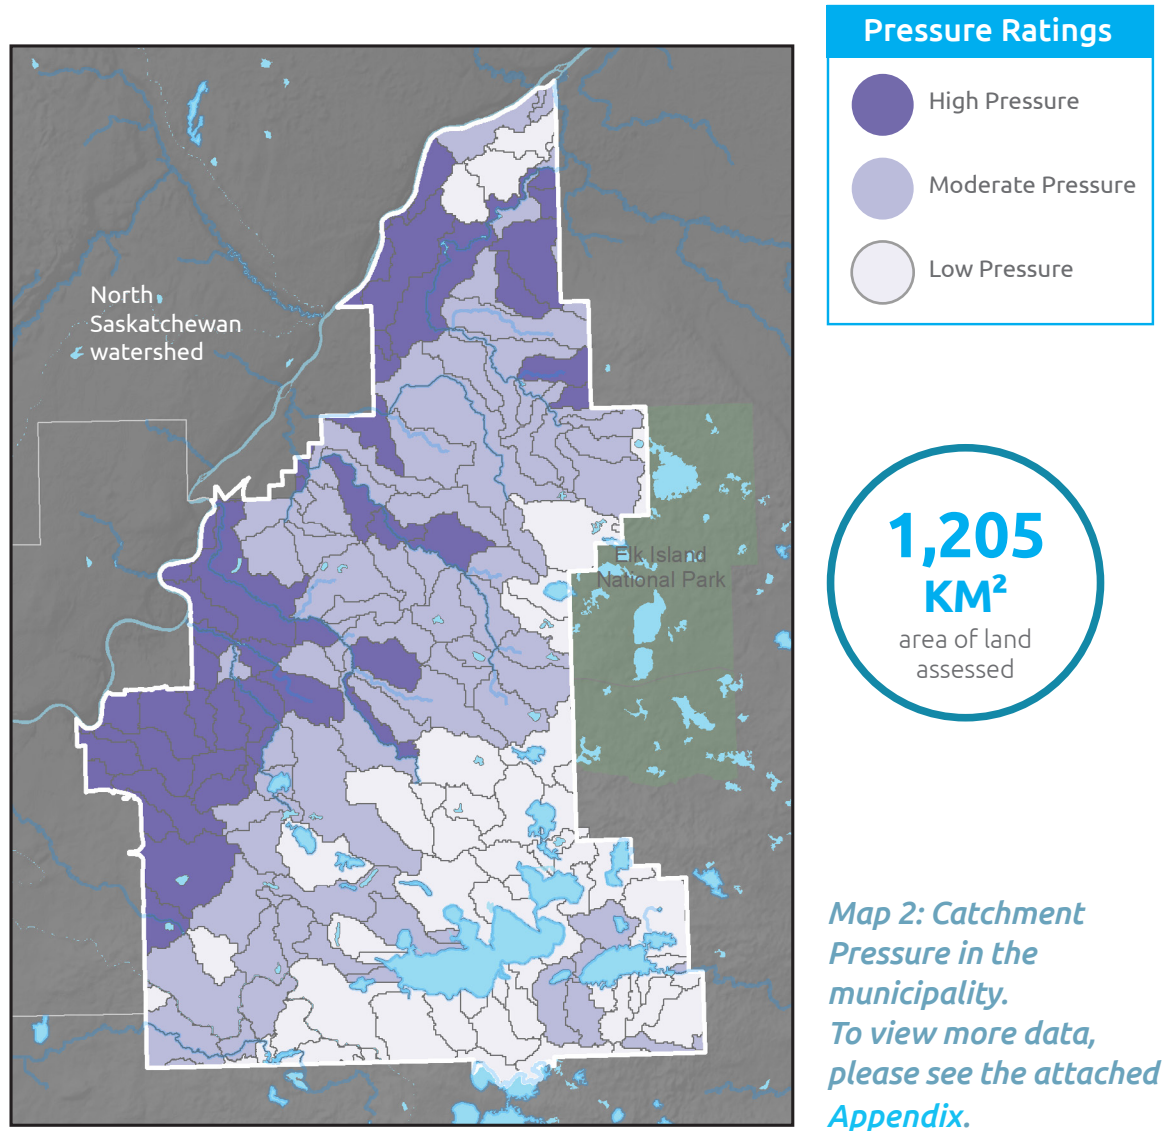 Pressure Ratings
High Pressure
Moderate Pressure
Low Pressure
North
Saskatchewan
watershed
Elk Island
National Park
1,205
KM²
area of land
assessed
Map 2: Catchment
Pressure in the
municipality.
To view more data,
please see the attached
Appendix.